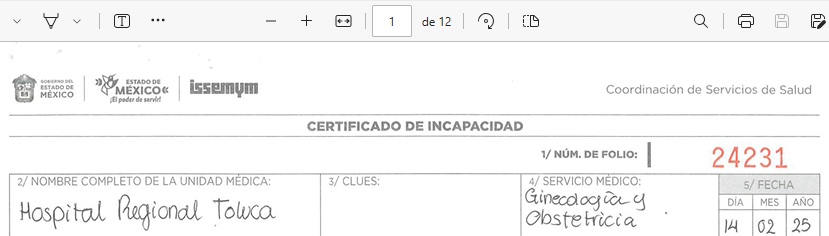 1 de 12
GOBIERNO DEL
ESTADO DE
MÉXICO
ESTADO DE
MÉXICO
¡El poder de servir!
issemym
Coordinación de Servicios de Salud
CERTIFICADO DE INCAPACIDAD
1/ NÚM. DE FOLIO: 24231
2/ NOMBRE COMPLETO DE LA UNIDAD MÉDICA:
Hospital Regional Toluca
3/ CLUES:
4/ SERVICIO MÉDICO:
Ginecología y
Obstetricia
5/ FECHA
DÍA MES AÑO
14 02 25